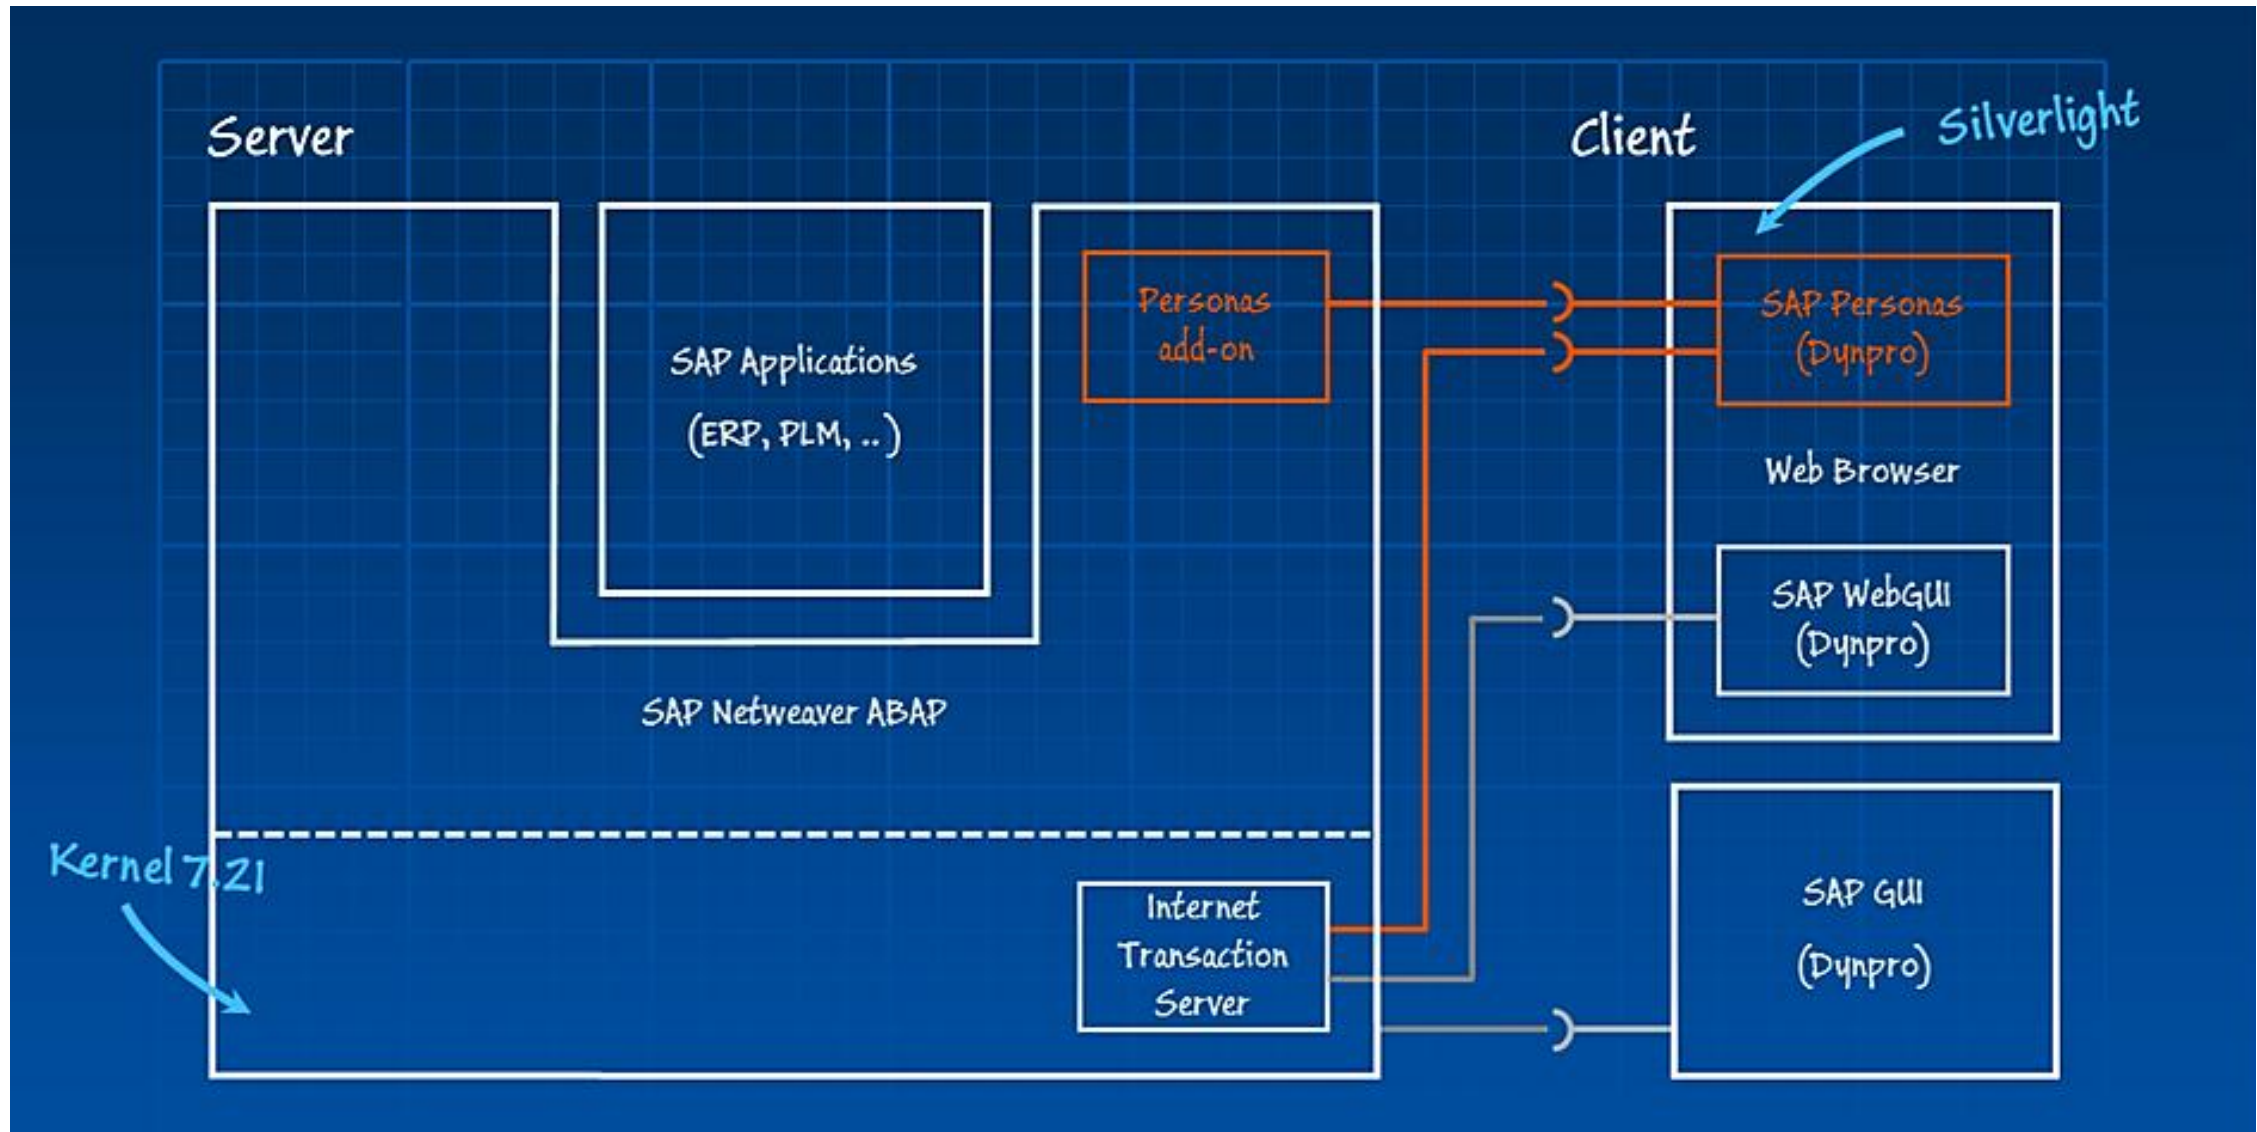 Server
Client
Silverlight
SAP Applications
(ERP, PLM, .. )
Personas
add-on
SAP Personas
(Dynpro)
Web Browser
SAP WebGUI
(Dynpro)
SAP Netweaver ABAP
Kernel 7.21
Internet
Transaction
Server
SAP GUI
(Dynpro)